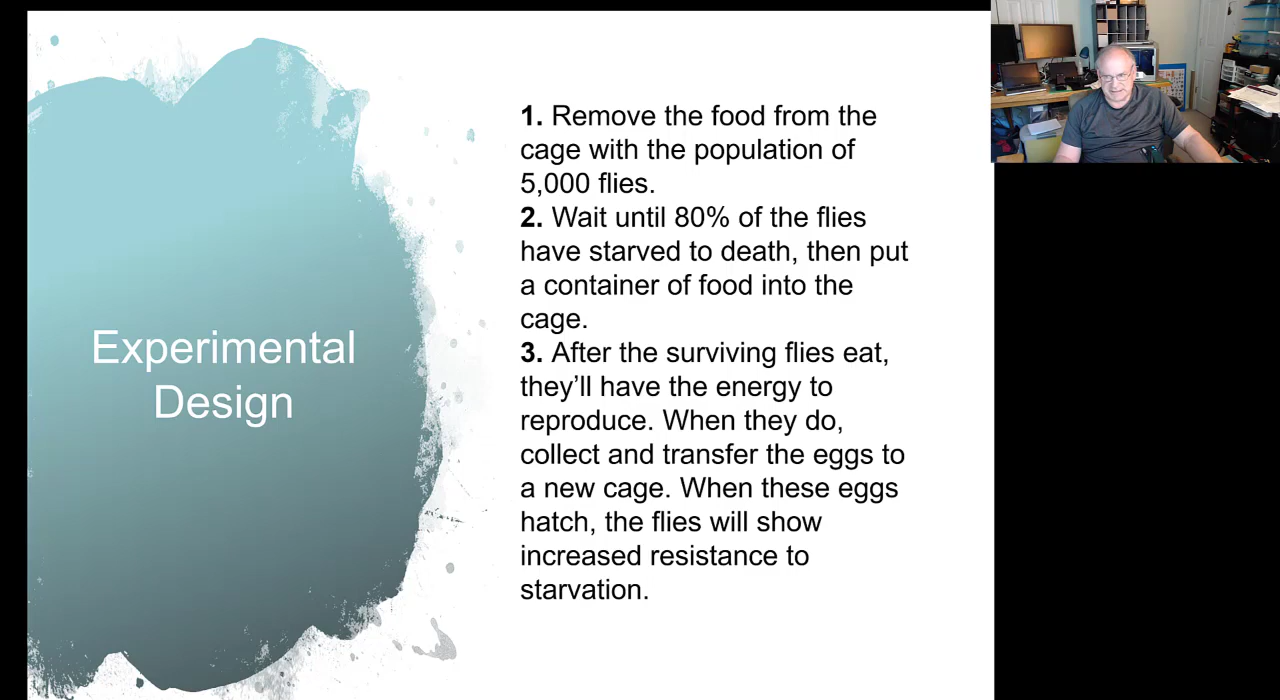 Experimental
Design
1. Remove the food from the
cage with the population of
5,000 flies.
2. Wait until 80% of the flies
have starved to death, then put
a container of food into the
cage.
3. After the surviving flies eat,
they’ll have the energy to
reproduce. When they do,
collect and transfer the eggs to
a new cage. When these eggs
hatch, the flies will show
increased resistance to
starvation.